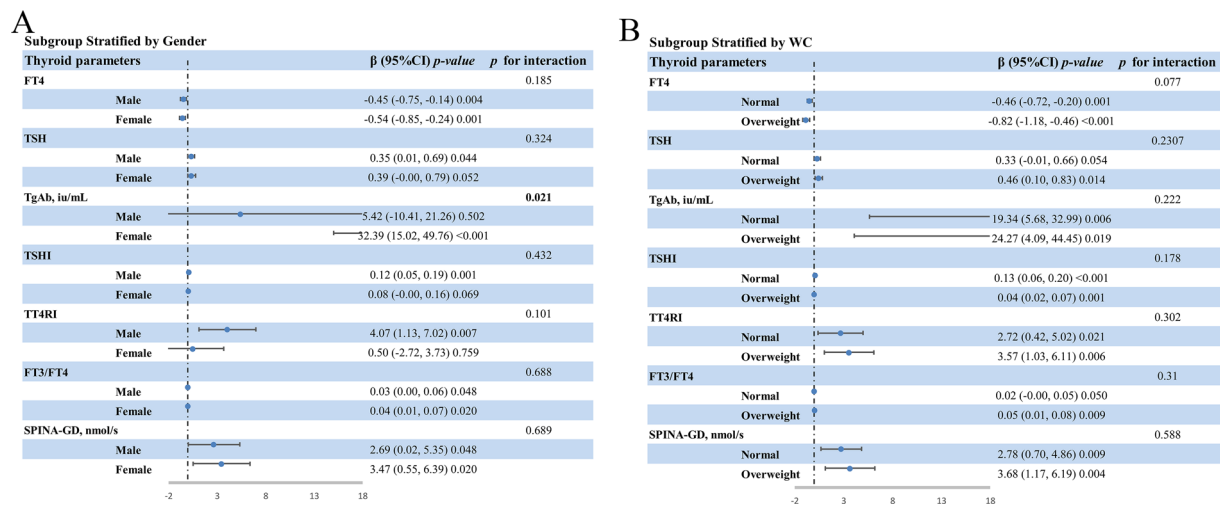 A
Subgroup Stratified by Gender
Thyroid parameters β (95%CI) p-value p for interaction
FT4 0.185
Male -0.45 (-0.75, -0.14) 0.004
Female -0.54 (-0.85, -0.24) 0.001
TSH 0.324
Male 0.35 (0.01, 0.69) 0.044
Female 0.39 (-0.00, 0.79) 0.052
TgAb, iu/mL 0.021
Male 5.42 (-10.41, 21.26) 0.502
Female 32.39 (15.02, 49.76) <0.001
TSHI 0.432
Male 0.12 (0.05, 0.19) 0.001
Female 0.08 (-0.00, 0.16) 0.069
TT4RI 0.101
Male 4.07 (1.13, 7.02) 0.007
Female 0.50 (-2.72, 3.73) 0.759
FT3/FT4 0.688
Male 0.03 (0.00, 0.06) 0.048
Female 0.04 (0.01, 0.07) 0.020
SPINA-GD, nmol/s 0.689
Male 2.69 (0.02, 5.35) 0.048
Female 3.47 (0.55, 6.39) 0.020
-2 3 8 13 18
B
Subgroup Stratified by WC
Thyroid parameters β (95%CI) p-value p for interaction
FT4 0.077
Normal -0.46 (-0.72, -0.20) 0.001
Overweight -0.82 (-1.18, -0.46) <0.001
TSH 0.2307
Normal 0.33 (-0.01, 0.66) 0.054
Overweight 0.46 (0.10, 0.83) 0.014
TgAb, iu/mL 0.222
Normal 19.34 (5.68, 32.99) 0.006
Overweight 24.27 (4.09, 44.45) 0.019
TSHI 0.178
Normal 0.13 (0.06, 0.20) <0.001
Overweight 0.04 (0.02, 0.07) 0.001
TT4RI 0.302
Normal 2.72 (0.42, 5.02) 0.021
Overweight 3.57 (1.03, 6.11) 0.006
FT3/FT4 0.31
Normal 0.02 (-0.00, 0.05) 0.050
Overweight 0.05 (0.01, 0.08) 0.009
SPINA-GD, nmol/s 0.588
Normal 2.78 (0.70, 4.86) 0.009
Overweight 3.68 (1.17, 6.19) 0.004
-2 3 8 13 18